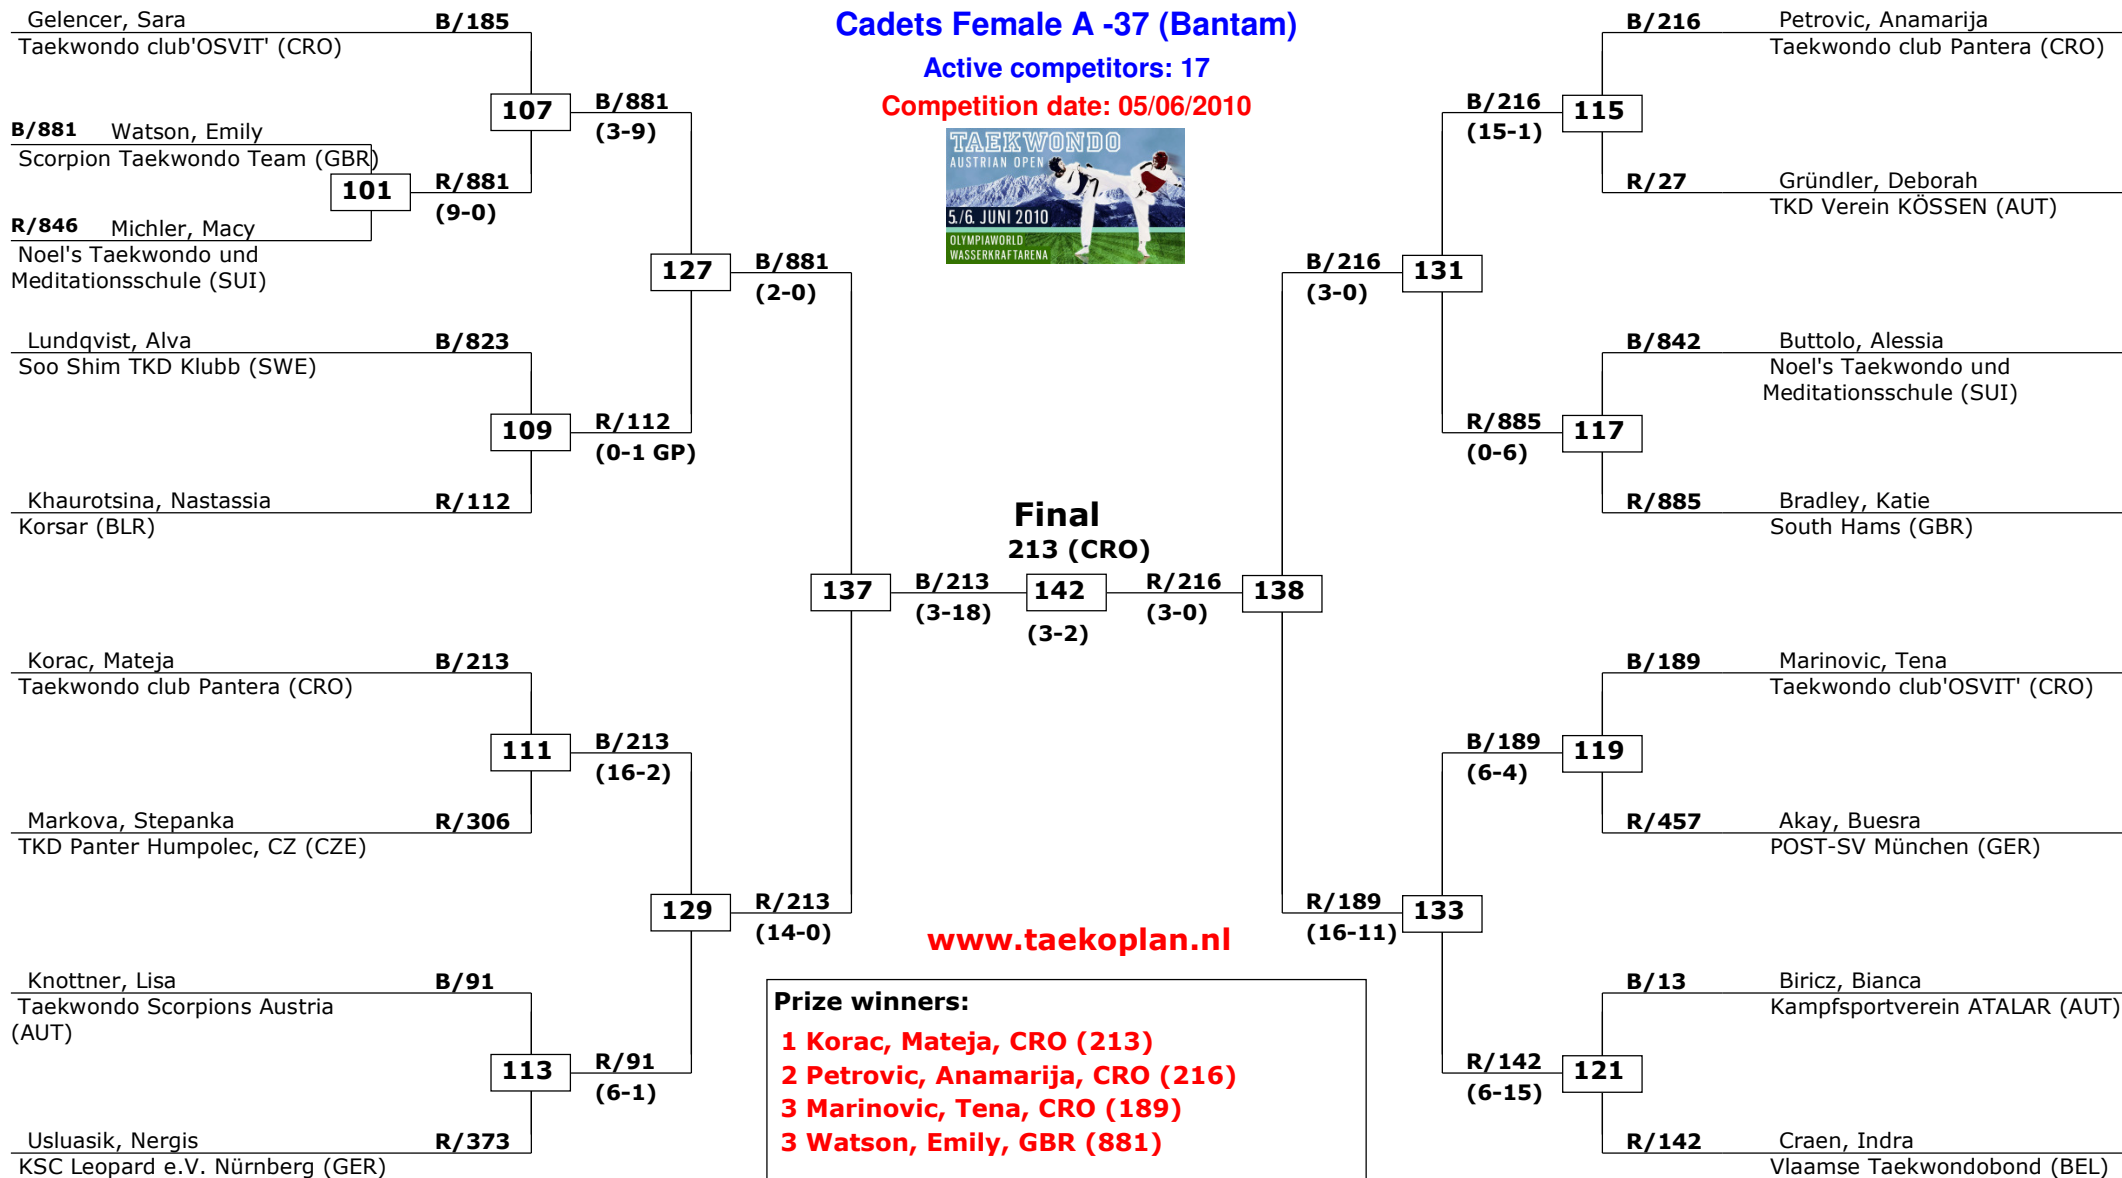 Cadets Female A -37 (Bantam)
Active competitors: 17
Competition date: 05/06/2010
TAEKWONDO
AUSTRIAN OPEN
5./6. JUNI 2010
OLYMPIAWORLD
WASSERKRAFTARENA
Gelencer, Sara B/185
Taekwondo club'OSVIT' (CRO)
107 B/881
(3-9)
B/881 Watson, Emily
Scorpion Taekwondo Team (GBR)
101 R/881
(9-0)
R/846 Michler, Macy
Noel's Taekwondo und
Meditationsschule (SUI)
127 B/881
(2-0)
Lundqvist, Alva B/823
Soo Shim TKD Klubb (SWE)
109 R/112
(0-1 GP)
Khaurotsina, Nastassia R/112
Korsar (BLR)
137 B/213
(3-18)
Korac, Mateja B/213
Taekwondo club Pantera (CRO)
111 B/213
(16-2)
Markova, Stepanka R/306
TKD Panter Humpolec, CZ (CZE)
129 R/213
(14-0)
Knottner, Lisa B/91
Taekwondo Scorpions Austria
(AUT)
113 R/91
(6-1)
Usluasik, Nergis R/373
KSC Leopard e.V. Nürnberg (GER)
Final
213 (CRO)
142
(3-2)
B/216 Petrovic, Anamarija
Taekwondo club Pantera (CRO)
B/216 115
(15-1)
R/27 Gründler, Deborah
TKD Verein KÖSSEN (AUT)
B/216 131
(3-0)
B/842 Buttolo, Alessia
Noel's Taekwondo und
Meditationsschule (SUI)
R/885 117
(0-6)
R/885 Bradley, Katie
South Hams (GBR)
R/216 138
(3-0)
B/189 Marinovic, Tena
Taekwondo club'OSVIT' (CRO)
B/189 119
(6-4)
R/457 Akay, Buesra
POST-SV München (GER)
R/189 133
(16-11)
B/13 Biricz, Bianca
Kampfsportverein ATALAR (AUT)
R/142 121
(6-15)
R/142 Craen, Indra
Vlaamse Taekwondobond (BEL)
www.taekoplan.nl
Prize winners:
1 Korac, Mateja, CRO (213)
2 Petrovic, Anamarija, CRO (216)
3 Marinovic, Tena, CRO (189)
3 Watson, Emily, GBR (881)